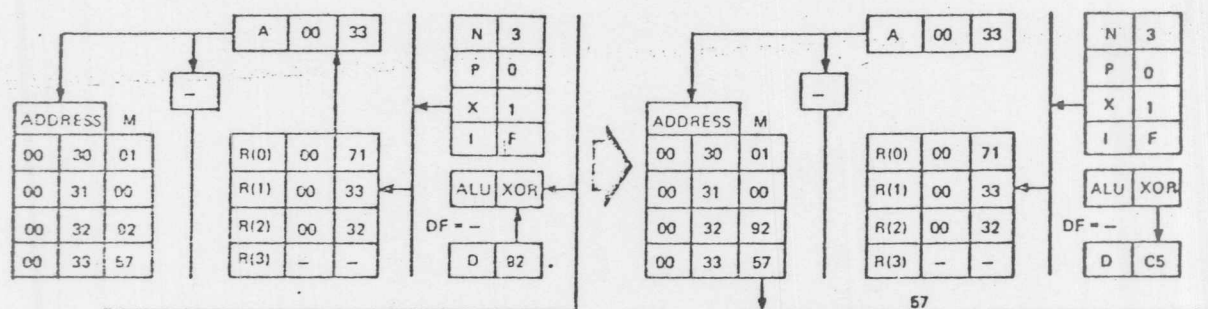 A 00 33
N 3
P 0
X 1
I F
–
ADDRESS M
00 30 01
00 31 00
00 32 92
00 33 57
R(0) 00 71
R(1) 00 33
R(2) 00 32
R(3) – –
ALU XOR
DF = –
D 92
A 00 33
N 3
P 0
X 1
I F
–
ADDRESS M
00 30 01
00 31 00
00 32 92
00 33 57
R(0) 00 71
R(1) 00 33
R(2) 00 32
R(3) – –
ALU XOR
DF = –
D C5
57